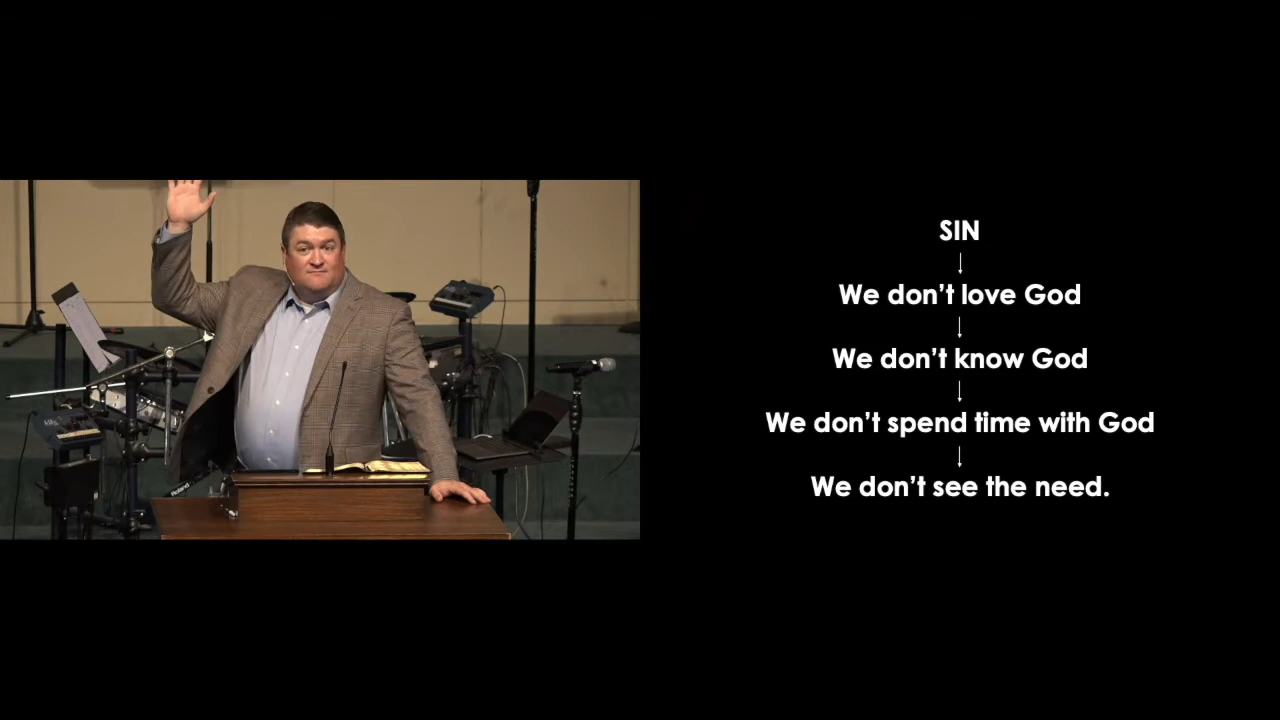 SIN
We don't love God
We don't know God
We don't spend time with God
We don't see the need.
Roland